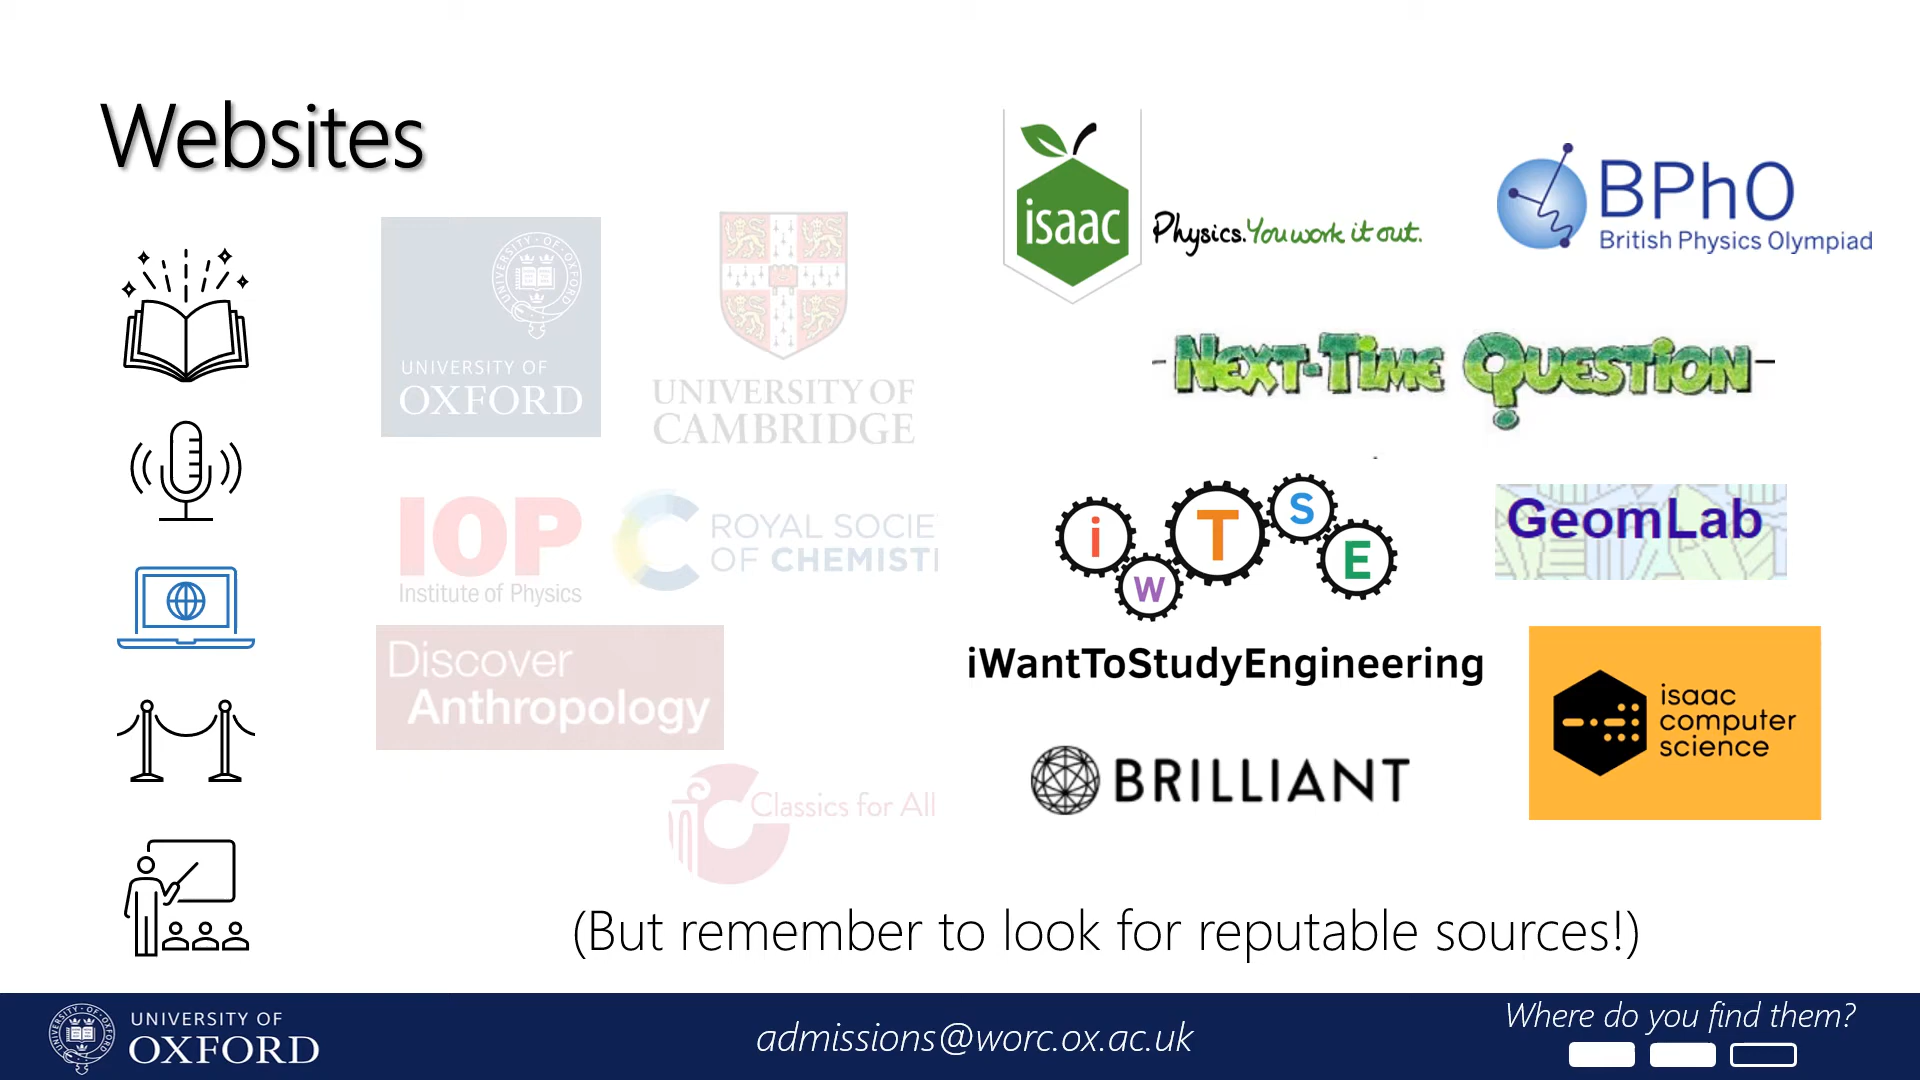 Websites
UNIVERSITY OF
OXFORD
UNIVERSITY OF
CAMBRIDGE
isaac
Physics. You work it out.
BPhO
British Physics Olympiad
-NEXT-TIME QUESTION-
IOP
Institute of Physics
ROYAL SOCIE
OF CHEMISTI
i W T S E
iWantToStudyEngineering
GeomLab
Discover
Anthropology
isaac
computer
science
BRILLIANT
Classics for All
(But remember to look for reputable sources!)
UNIVERSITY OF
OXFORD
admissions@worc.ox.ac.uk
Where do you find them?